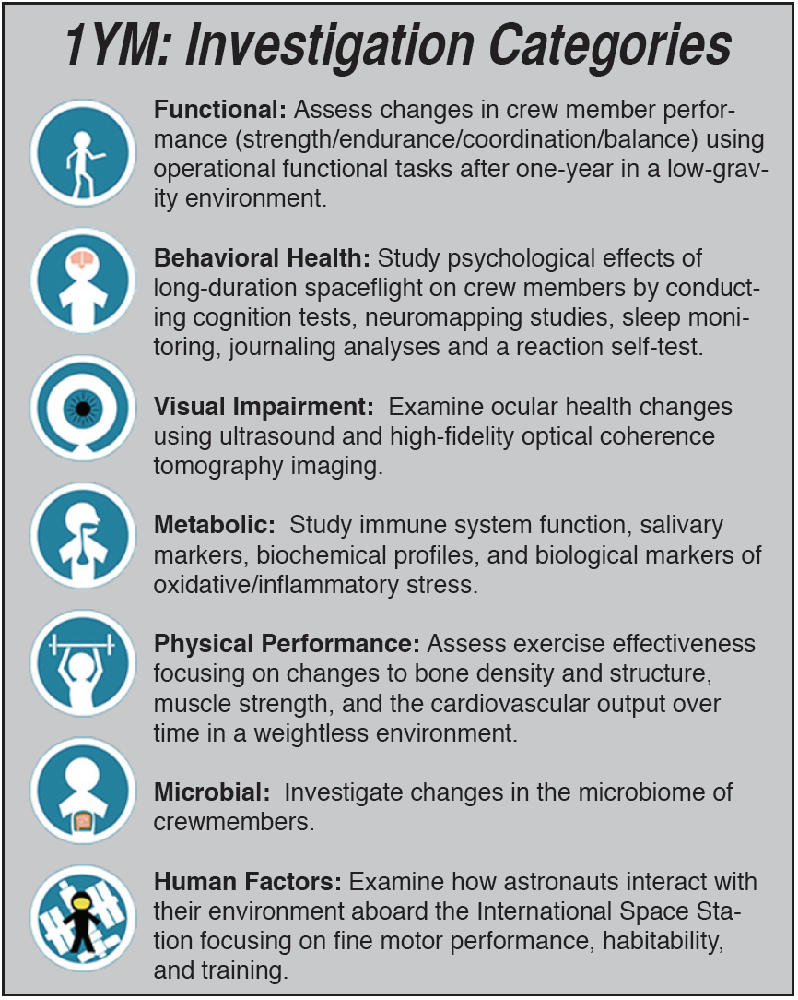 1YM: Investigation Categories
Functional: Assess changes in crew member perfor-
mance (strength/endurance/coordination/balance) using
operational functional tasks after one-year in a low-grav-
ity environment.
Behavioral Health: Study psychological effects of
long-duration spaceflight on crew members by conduct-
ing cognition tests, neuromapping studies, sleep moni-
toring, journaling analyses and a reaction self-test.
Visual Impairment:  Examine ocular health changes
using ultrasound and high-fidelity optical coherence
tomography imaging.
Metabolic:  Study immune system function, salivary
markers, biochemical profiles, and biological markers of
oxidative/inflammatory stress.
Physical Performance: Assess exercise effectiveness
focusing on changes to bone density and structure,
muscle strength, and the cardiovascular output over
time in a weightless environment.
Microbial:  Investigate changes in the microbiome of
crewmembers.
Human Factors: Examine how astronauts interact with
their environment aboard the International Space Sta-
tion focusing on fine motor performance, habitability,
and training.